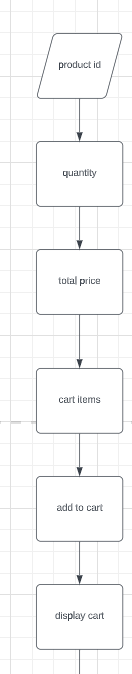 product id
quantity
total price
cart items
add to cart
display cart